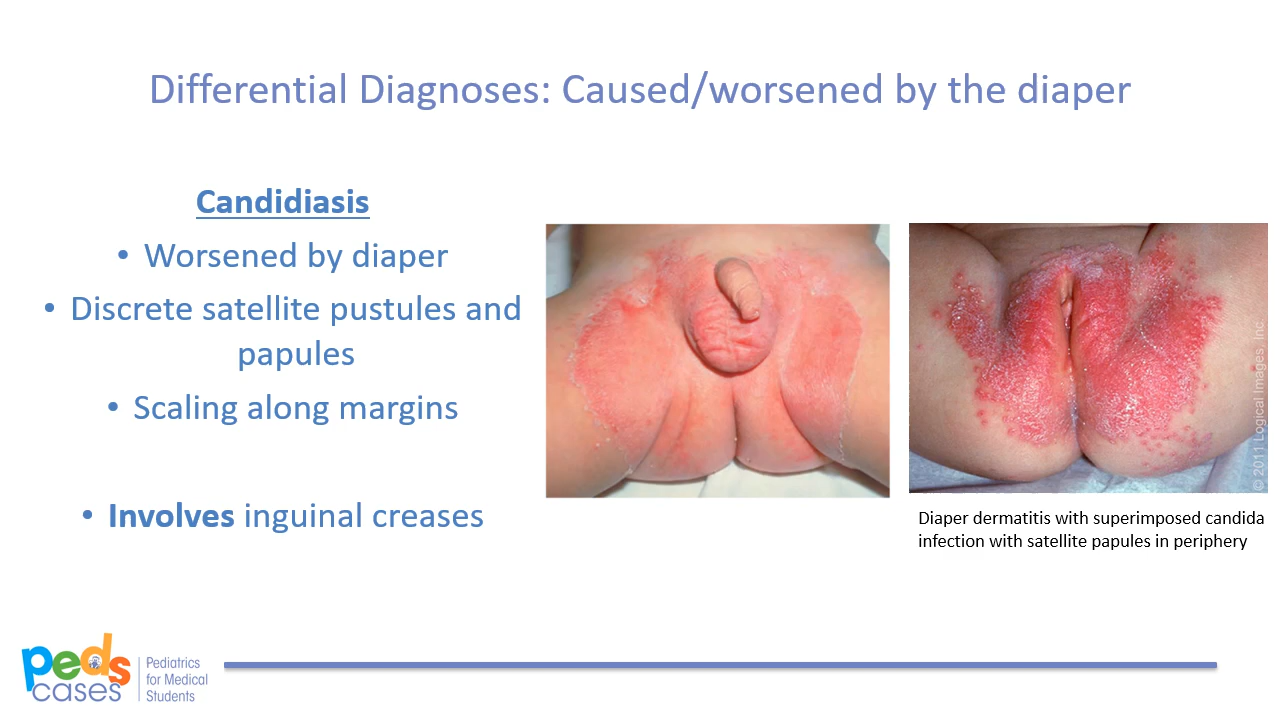 Differential Diagnoses: Caused/worsened by the diaper
Candidiasis
• Worsened by diaper
• Discrete satellite pustules and
papules
• Scaling along margins
• Involves inguinal creases
© 2011 Logical Images, Inc
Diaper dermatitis with superimposed candida
infection with satellite papules in periphery
peds
cases
Pediatrics
for Medical
Students